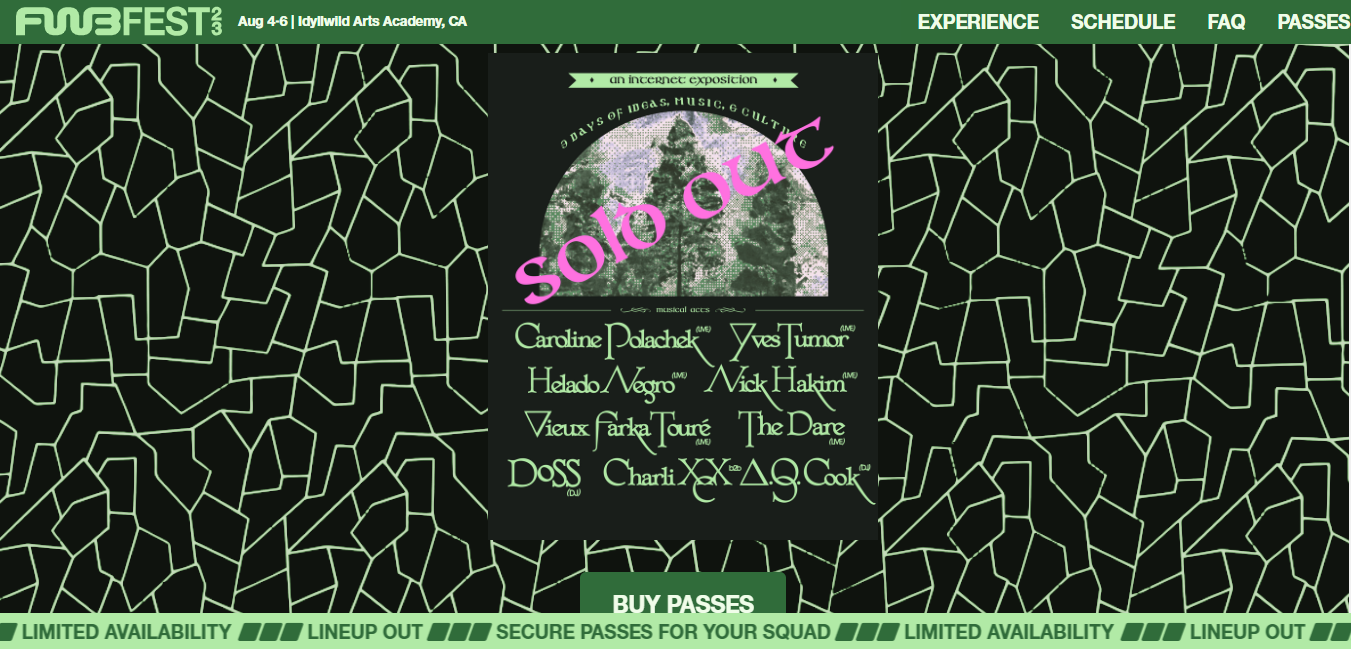 FWBFEST23 Aug 4-6 | Idyllwild Arts Academy, CA EXPERIENCE SCHEDULE FAQ PASSES
an internet exposition
3 DAYS OF IDEAS, MUSIC, & CULTURE
sold out
musical acts
Caroline Polachek (LIVE) Yves Tumor (LIVE)
Helado Negro (LIVE) Nick Hakim (LIVE)
Vieux Farka Touré (LIVE) The Dare (LIVE)
DoSS (DJ) Charli XCX b2b A.G. Cook (DJ)
BUY PASSES
LIMITED AVAILABILITY LINEUP OUT SECURE PASSES FOR YOUR SQUAD LIMITED AVAILABILITY LINEUP OUT